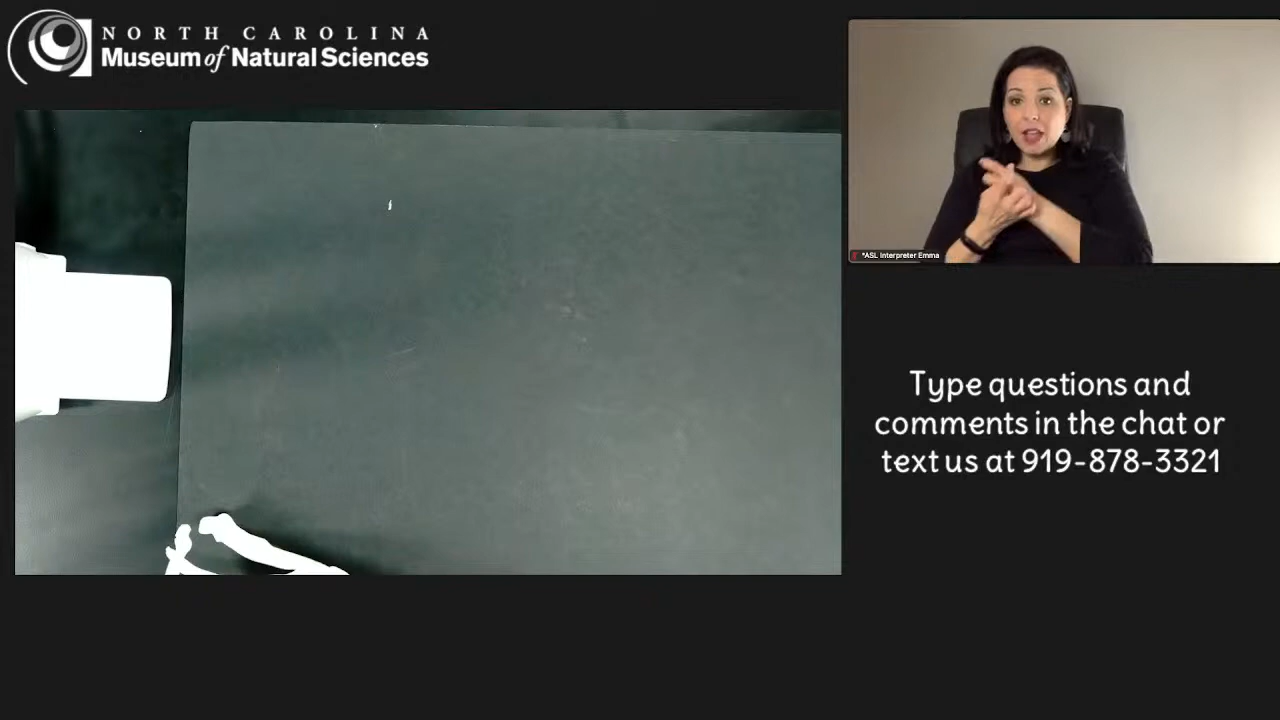 NORTH CAROLINA
Museum of Natural Sciences
*ASL Interpreter Emma
Type questions and
comments in the chat or
text us at 919-878-3321